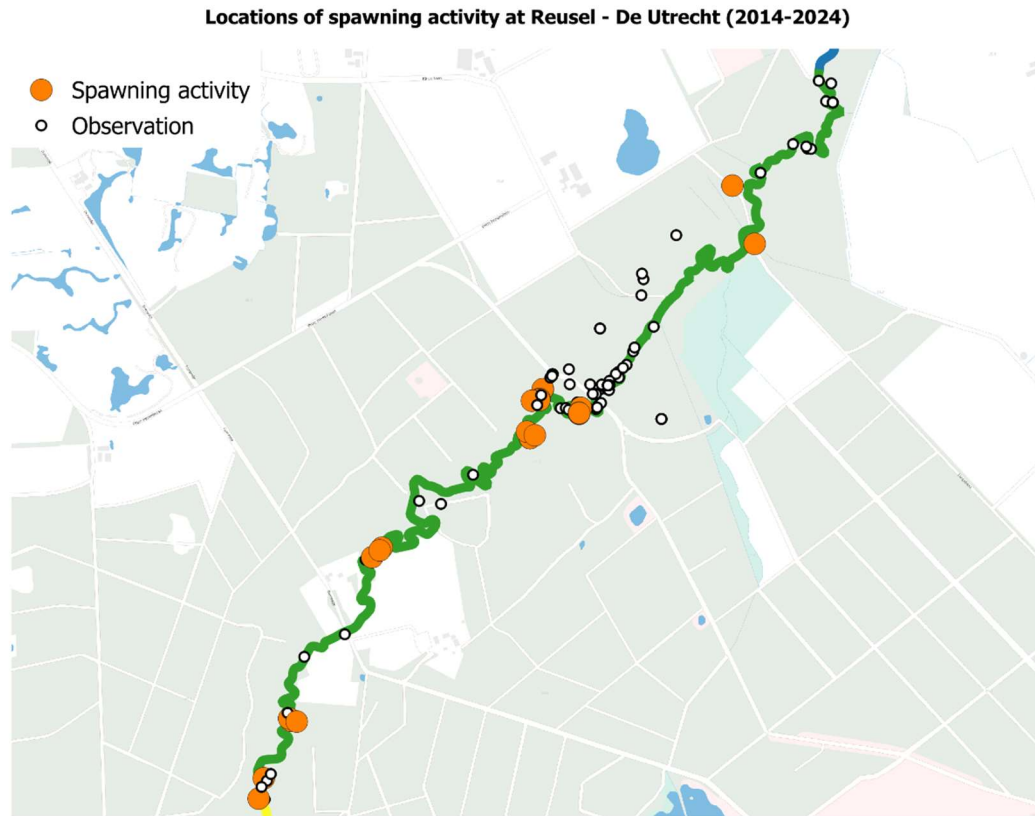 Locations of spawning activity at Reusel - De Utrecht (2014-2024)
Spawning activity
Observation